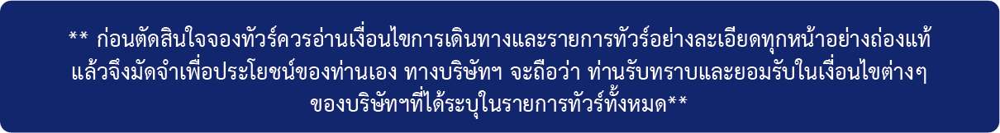 ** ก่อนตัดสินใจจองทัวร์ควรอ่านเงื่อนไขการเดินทางและรายการทัวร์อย่างละเอียดทุกหน้าอย่างถ่องแท้
แล้วจึงมัดจำเพื่อประโยชน์ของท่านเอง ทางบริษัทฯ จะถือว่า ท่านรับทราบและยอมรับในเงื่อนไขต่างๆ
ของบริษัทฯที่ได้ระบุในรายการทัวร์ทั้งหมด**